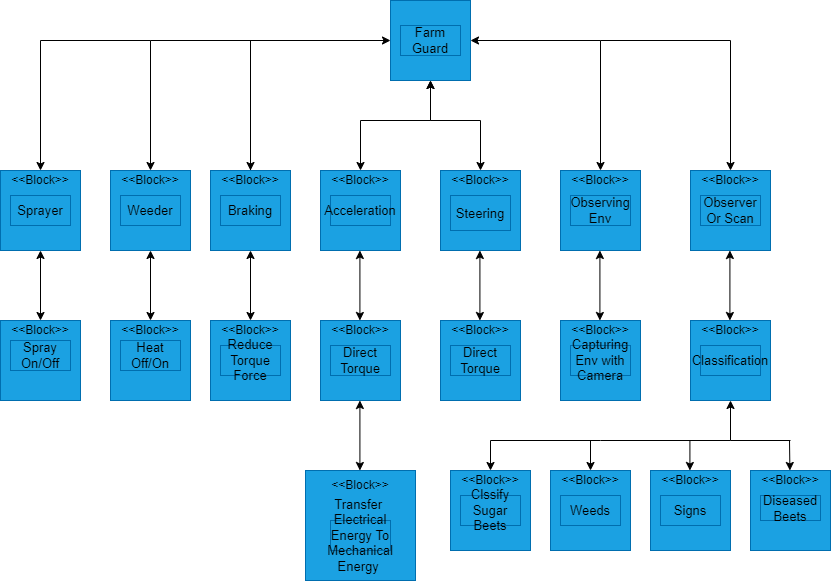 Farm
Guard
<<Block>>
Sprayer
<<Block>>
Weeder
<<Block>>
Braking
<<Block>>
Acceleration
<<Block>>
Steering
<<Block>>
Observing
Env
<<Block>>
Observer
Or Scan
<<Block>>
Spray
On/Off
<<Block>>
Heat
Off/On
<<Block>>
Reduce
Torque
Force
<<Block>>
Direct
Torque
<<Block>>
Direct
Torque
<<Block>>
Capturing
Env with
Camera
<<Block>>
Classification
<<Block>>
Transfer
Electrical
Energy To
Mechanical
Energy
<<Block>>
Clssify
Sugar
Beets
<<Block>>
Weeds
<<Block>>
Signs
<<Block>>
Diseased
Beets